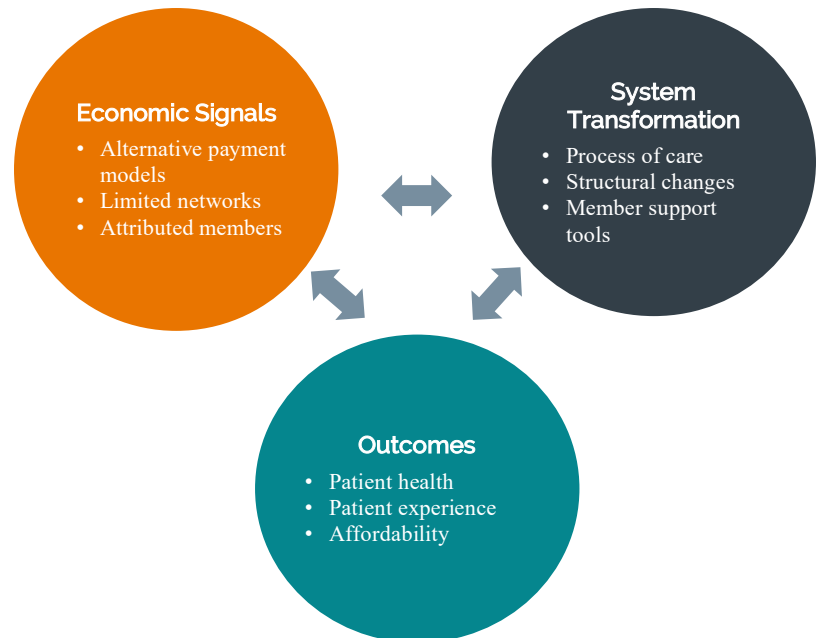 Economic Signals
• Alternative payment
models
• Limited networks
• Attributed members
System
Transformation
• Process of care
• Structural changes
• Member support
tools
Outcomes
• Patient health
• Patient experience
• Affordability